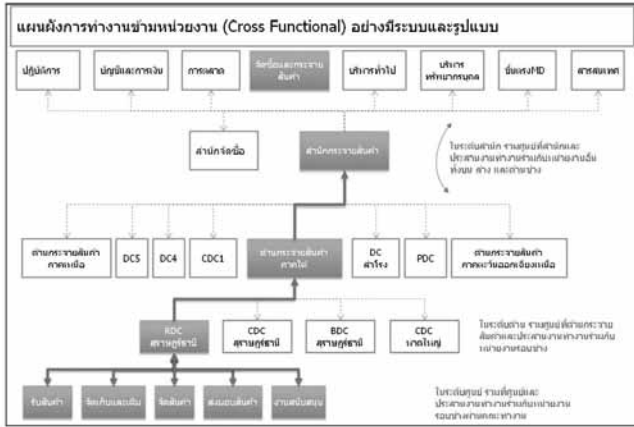 แผนผังการทำงานข้ามหน่วยงาน (Cross Functional) อย่างมีระบบและรูปแบบ
ปฏิบัติการ
บัญชีและการเงิน
การตลาด
จัดซื้อและกระจาย
สินค้า
บริหารทั่วไป
บริหาร
ทรัพยากรบุคคล
ขึ้นตรงMD
สารสนเทศ
สำนักจัดซื้อ
สำนักกระจายสินค้า
ในระดับสำนัก รวมศูนย์ที่สำนักและ
ประสานงานทำงานร่วมกับหน่วยงานอื่น
ทั้งบน ล่าง และด้านข้าง
ด้านกระจายสินค้า
ภาคเหนือ
DC5
DC4
CDC1
ด้านกระจายสินค้า
ภาคใต้
DC
สำโรง
PDC
ด้านกระจายสินค้า
ภาคตะวันออกเฉียงเหนือ
RDC
สุราษฎร์ธานี
CDC
สุราษฎร์ธานี
BDC
สุราษฎร์ธานี
CDC
หาดใหญ่
ในระดับด้าน รวมศูนย์ที่ด้านกระจาย
สินค้าและประสานงานทำงานร่วมกับ
หน่วยงานรอบข้าง
รับสินค้า
จัดเก็บและเติม
จัดสินค้า
ส่งมอบสินค้า
งานสนับสนุน
ในระดับศูนย์ รวมที่ศูนย์และ
ประสานงานทำงานร่วมกับหน่วยงาน
รอบข้างผ่านคณะทำงาน